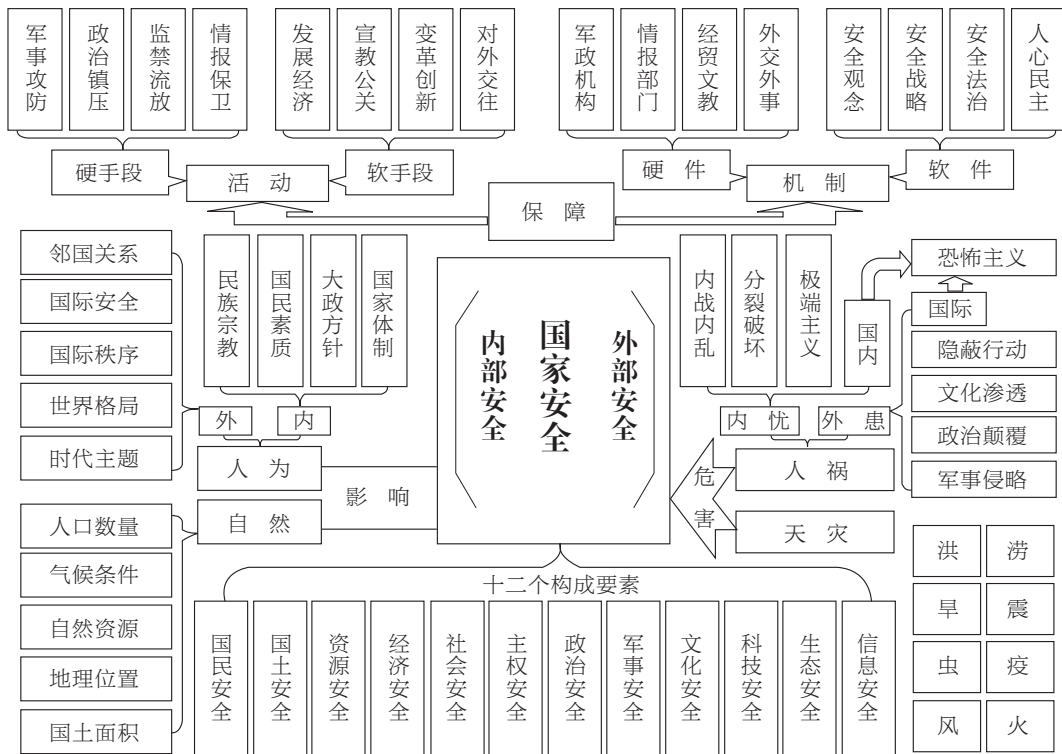 军事攻防
政治镇压
监禁流放
情报保卫
发展经济
宣教公关
变革创新
对外交往
军政机构
情报部门
经贸文教
外交外事
安全观念
安全战略
安全法治
人心民主
硬手段
活 动
软手段
硬 件
机 制
软 件
保 障
邻国关系
国际安全
国际秩序
世界格局
时代主题
民族宗教
国民素质
大政方针
国家体制
外
内
人 为
自 然
影 响
人口数量
气候条件
自然资源
地理位置
国土面积
内部安全
国家安全
外部安全
内战内乱
分裂破坏
极端主义
国内
恐怖主义
国际
隐蔽行动
文化渗透
政治颠覆
军事侵略
内 忧
外 患
人 祸
危害
天 灾
洪
涝
旱
震
虫
疫
风
火
十二个构成要素
国民安全
国土安全
资源安全
经济安全
社会安全
主权安全
政治安全
军事安全
文化安全
科技安全
生态安全
信息安全